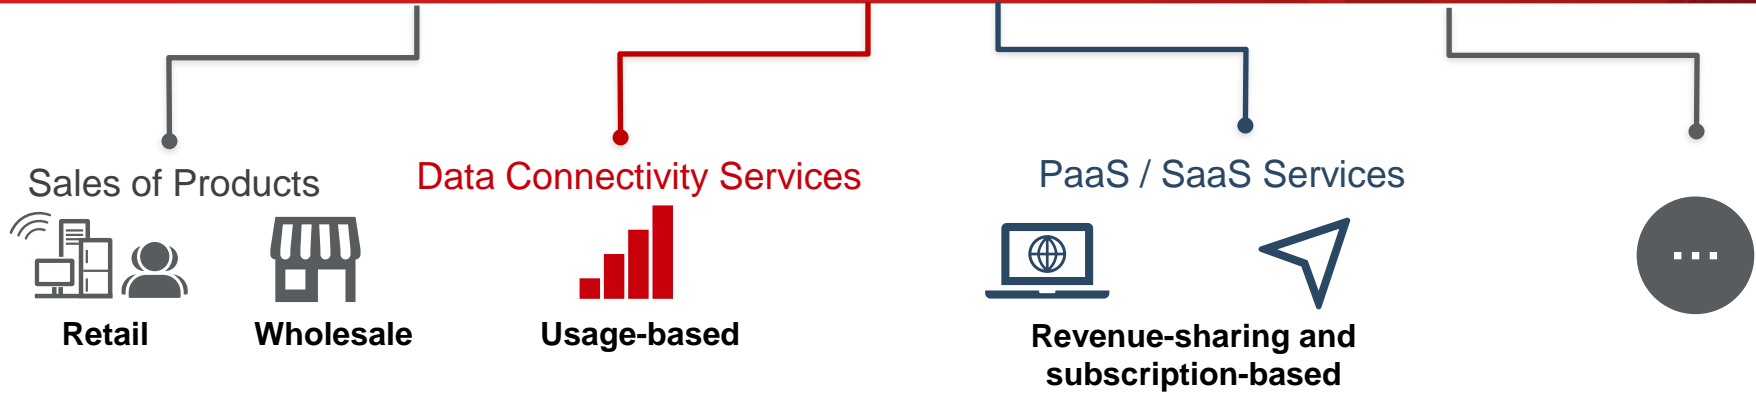 Sales of Products
Data Connectivity Services
PaaS / SaaS Services
...
Retail
Wholesale
Usage-based
Revenue-sharing and
subscription-based